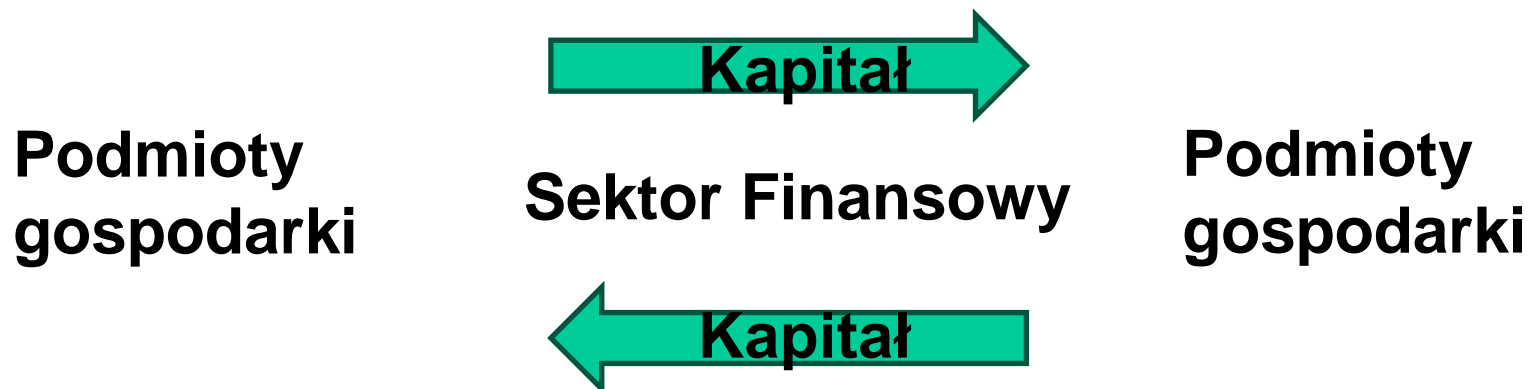 Kapitał
Podmioty
gospodarki
Sektor Finansowy
Podmioty
gospodarki
Kapitał